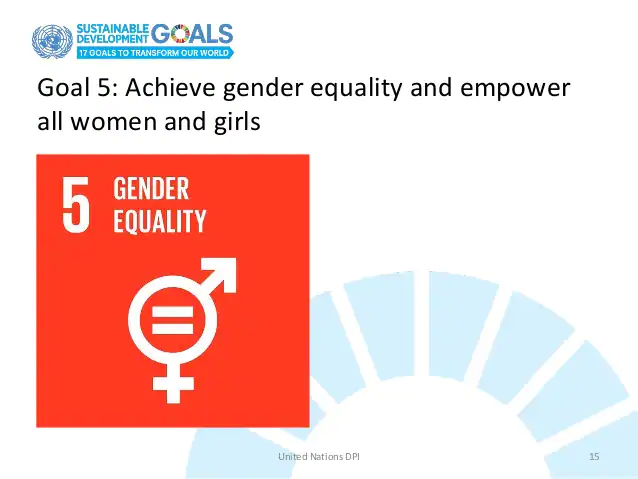 SUSTAINABLE
DEVELOPMENT GOALS
17 GOALS TO TRANSFORM OUR WORLD
Goal 5: Achieve gender equality and empower
all women and girls
5 GENDER
EQUALITY
United Nations DPI
15